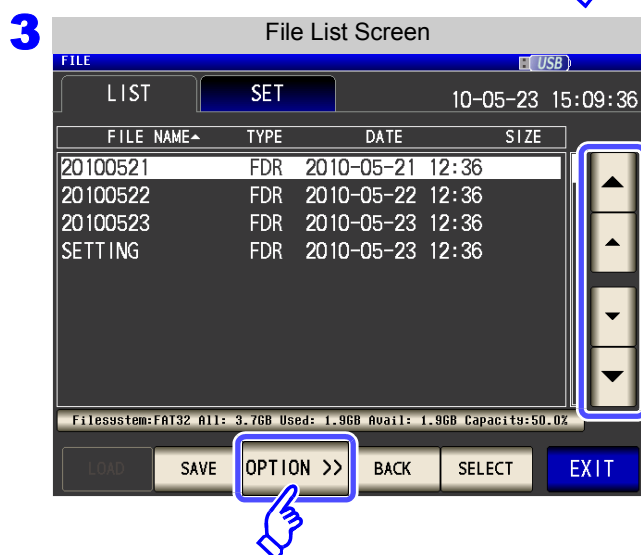 3
File List Screen
FILE
USB
LIST SET 10-05-23 15:09:36
FILE NAME▲ TYPE DATE SIZE
20100521 FDR 2010-05-21 12:36
20100522 FDR 2010-05-22 12:36
20100523 FDR 2010-05-23 12:36
SETTING FDR 2010-05-23 12:36
Filesystem:FAT32 All: 3.7GB Used: 1.9GB Avail: 1.9GB Capacity:50.0%
LOAD SAVE OPTION >> BACK SELECT EXIT